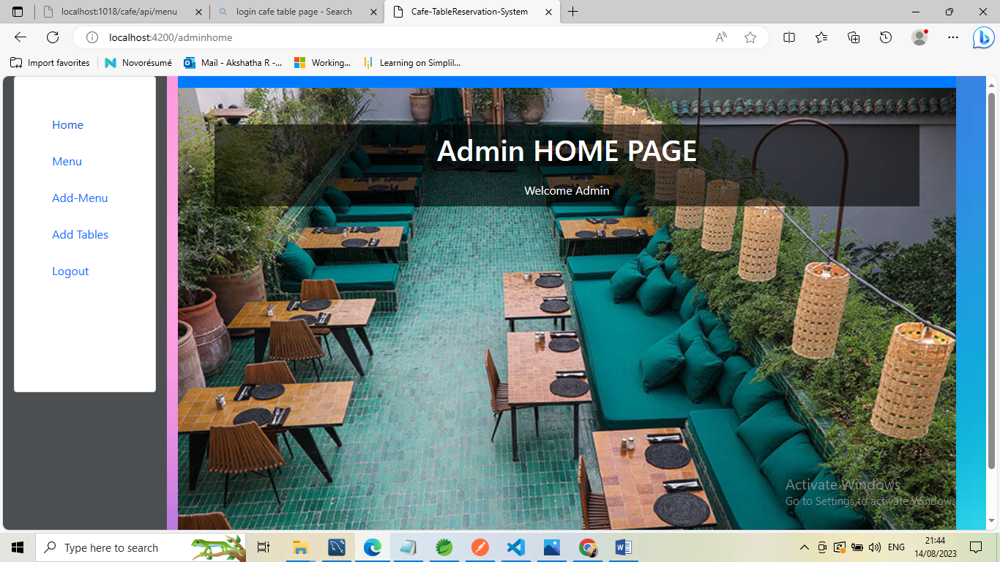 localhost:1018/cafe/api/menu
login cafe table page - Search
Cafe-TableReservation-System
localhost:4200/adminhome
Import favorites
Novorésumé
Mail - Akshatha R -...
Working...
Learning on Simplil...
Home
Menu
Add-Menu
Add Tables
Logout
Admin HOME PAGE
Welcome Admin
Activate Windows
Go to Settings to activate Windows
Type here to search
ENG
21:44
14/08/2023